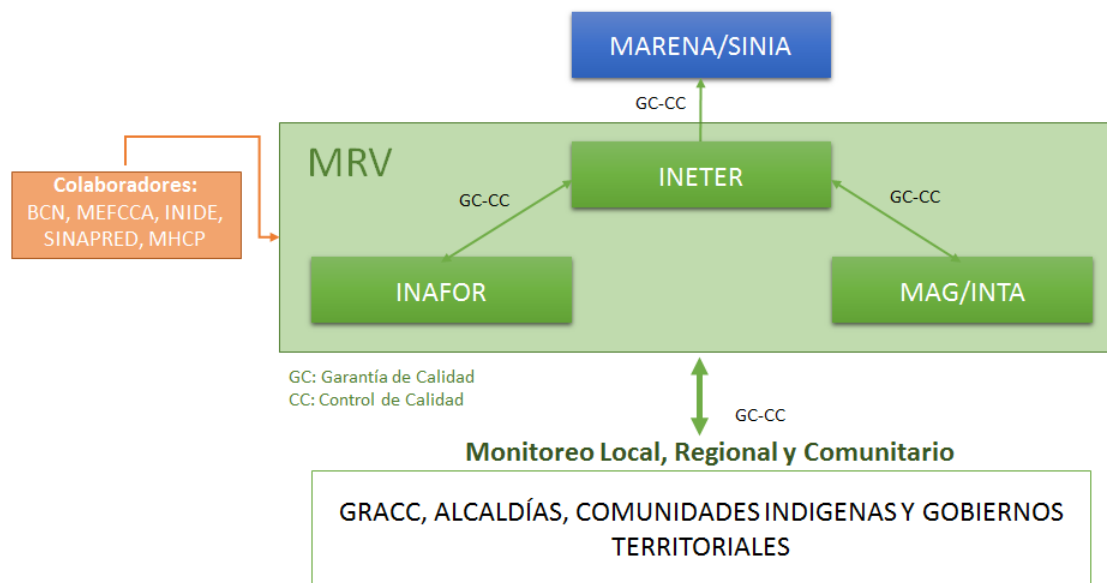 MARENA/SINIA
GC-CC
MRV
INETER
Colaboradores:
BCN, MEFCCA, INIDE,
SINAPRED, MHCP
GC-CC
GC-CC
INAFOR
MAG/INTA
GC: Garantía de Calidad
CC: Control de Calidad
GC-CC
Monitoreo Local, Regional y Comunitario
GRACC, ALCALDÍAS, COMUNIDADES INDIGENAS Y GOBIERNOS
TERRITORIALES